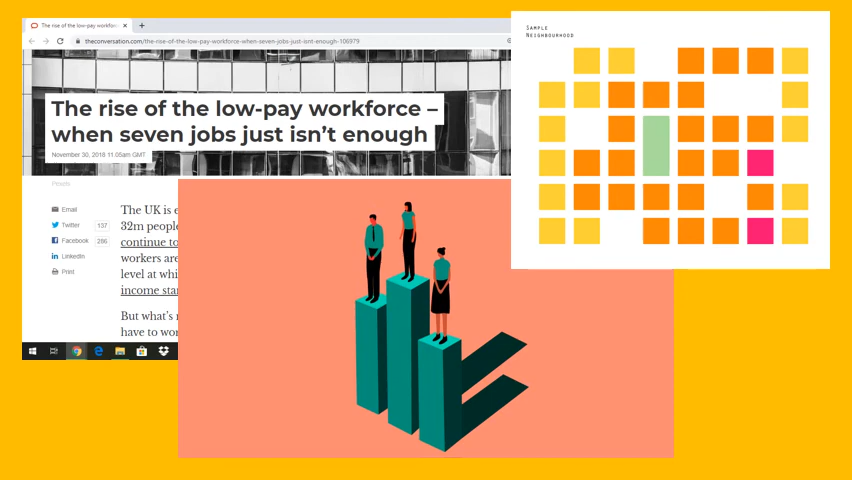 The rise of the low-pay workforc
theconversation.com/the-rise-of-the-low-pay-workforce-when-seven-jobs-just-isnt-enough-106979
The rise of the low-pay workforce –
when seven jobs just isn't enough
November 30, 2018 11.05am GMT
Pexels
Email
Twitter 137
Facebook 286
LinkedIn
Print
The UK is e
32m people
continue to
workers are
level at whi
income star
But what's
have to wor
SAMPLE
NEIGHBOURHOOD